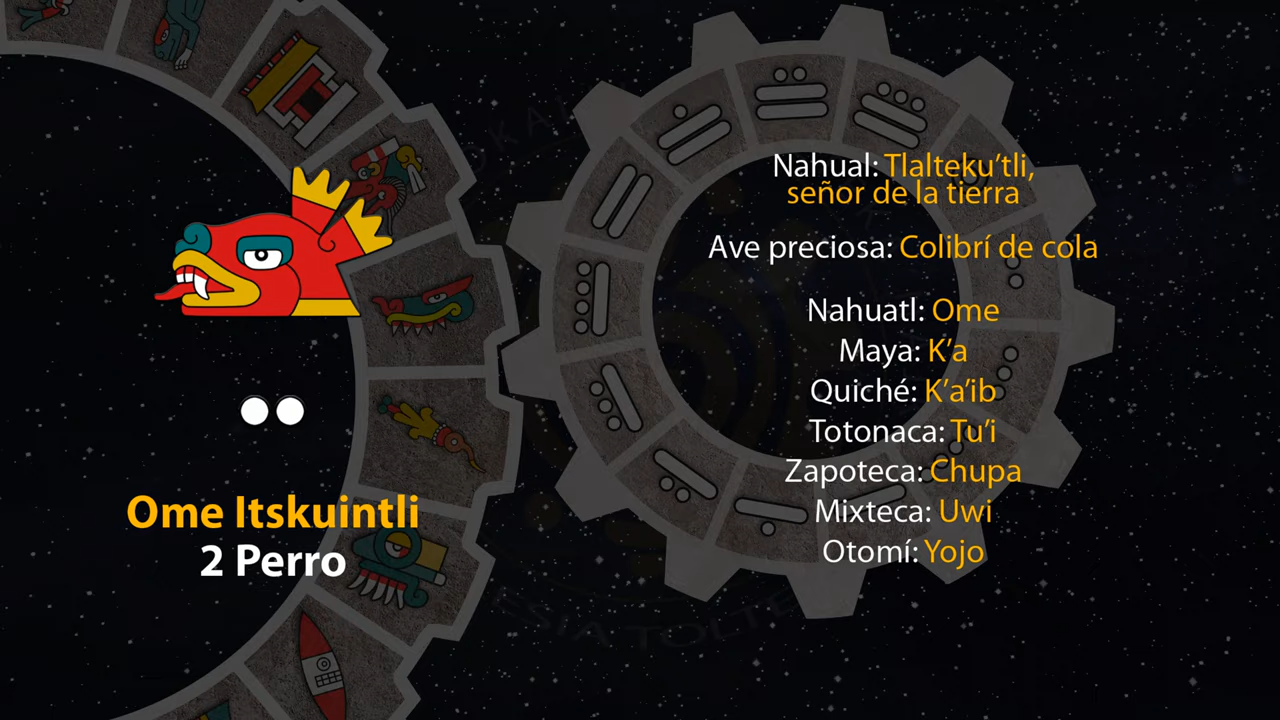 Nahual: Tlalteku’tli,
señor de la tierra
Ave preciosa: Colibrí de cola
Nahuatl: Ome
Maya: K’a
Quiché: K’a’ib
Totonaca: Tu’i
Zapoteca: Chupa
Mixteca: Uwi
Otomí: Yojo
Ome Itskuintli
2 Perro